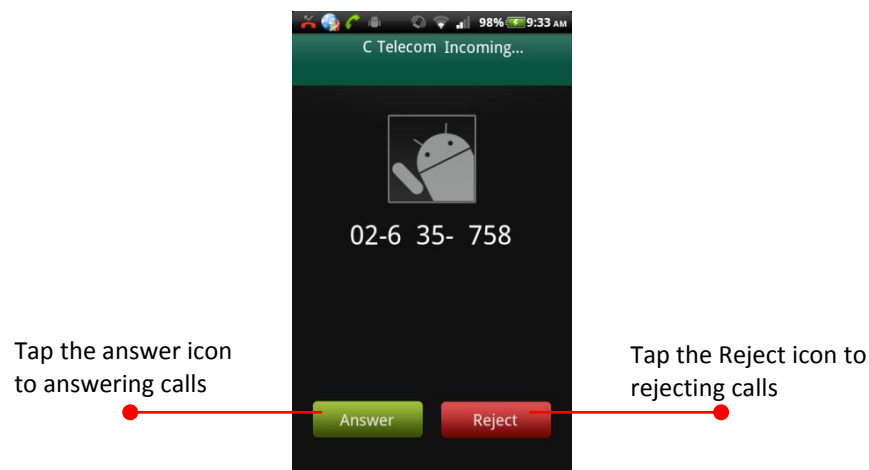 98% 9:33 AM
C Telecom Incoming...
02-6 35- 758
Tap the answer icon
to answering calls
Tap the Reject icon to
rejecting calls
Answer
Reject